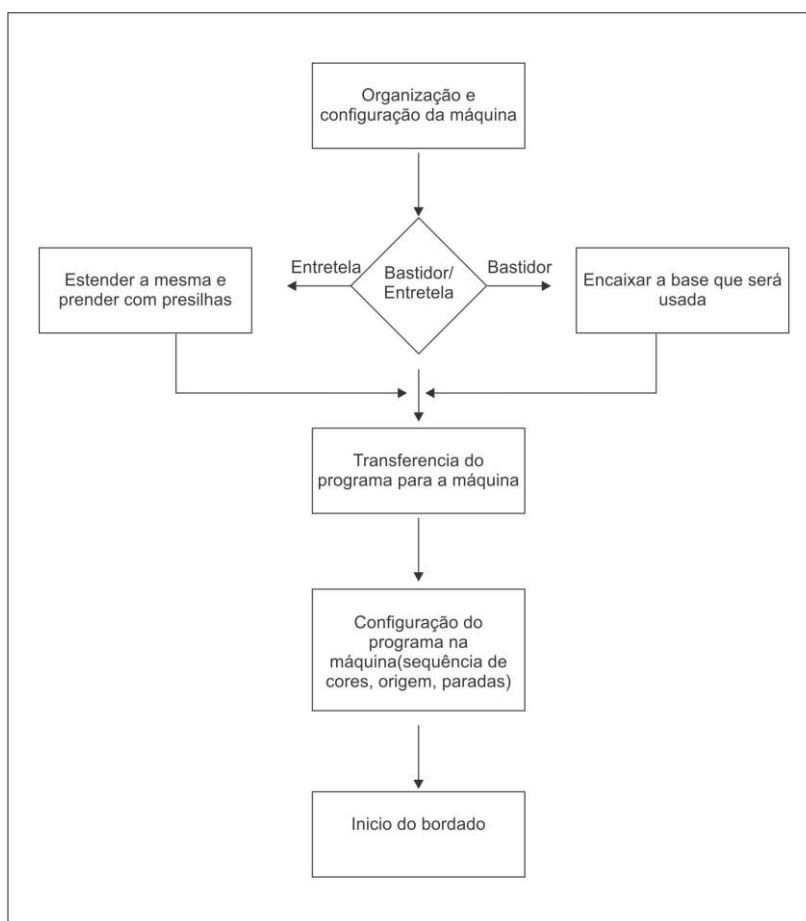 Organização e
configuração da máquina
Entretela
Bastidor/
Entretela
Bastidor
Estender a mesma e
prender com presilhas
Encaixar a base que será
usada
Transferencia do
programa para a máquina
Configuração do
programa na
máquina(sequência de
cores, origem, paradas)
Inicio do bordado